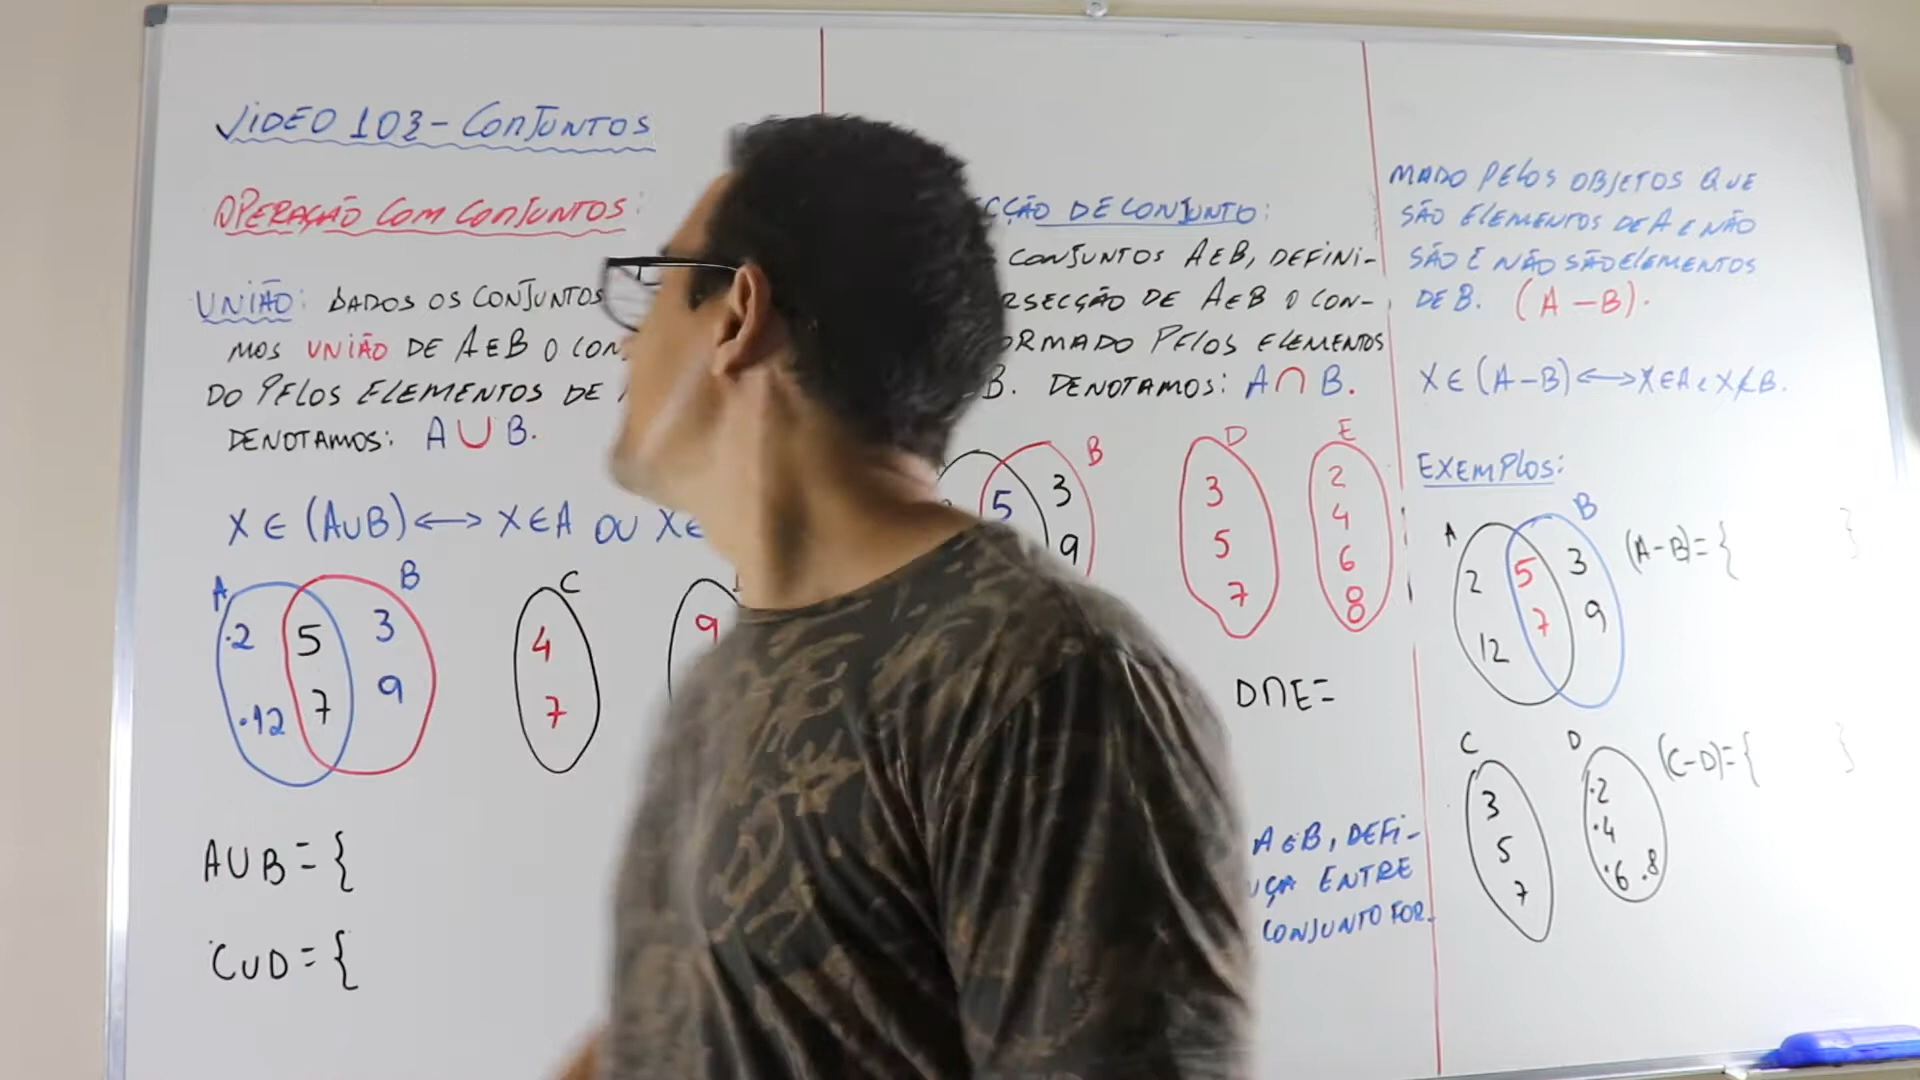 VIDEO 103 - CONJUNTOS
OPERAÇÃO COM CONJUNTOS:
UNIÃO: DADOS OS CONJUNTOS
MOS UNIÃO DE A E B O CON
DO PELOS ELEMENTOS DE
DENOTAMOS: A ∪ B.
X ∈ (A∪B) ⟷ X∈A OU X∈
A
B
.2
5
3
.12
7
9
C
4
7
9
A∪B = {
C∪D = {
CÇÃO DE CONJUNTO:
CONJUNTOS A E B, DEFINI-
RSECÇÃO DE A E B O CON-
ORMADO PELOS ELEMENTOS
B. DENOTAMOS: A ∩ B.
B
5
3
9
D
3
5
7
E
2
4
6
8
D∩E=
A E B, DEFI-
NÇA ENTRE
CONJUNTO FOR-
MADO PELOS OBJETOS QUE
SÃO ELEMENTOS DE A E NÃO
SÃO E NÃO SÃO ELEMENTOS
DE B. (A - B).
X ∈ (A-B) ⟷ X∈A e X∉B.
EXEMPLOS:
A
B
2
5
3
12
7
9
(A-B)={ }
C
3
5
7
D
.2
.4
.6 .8
(C-D)={ }